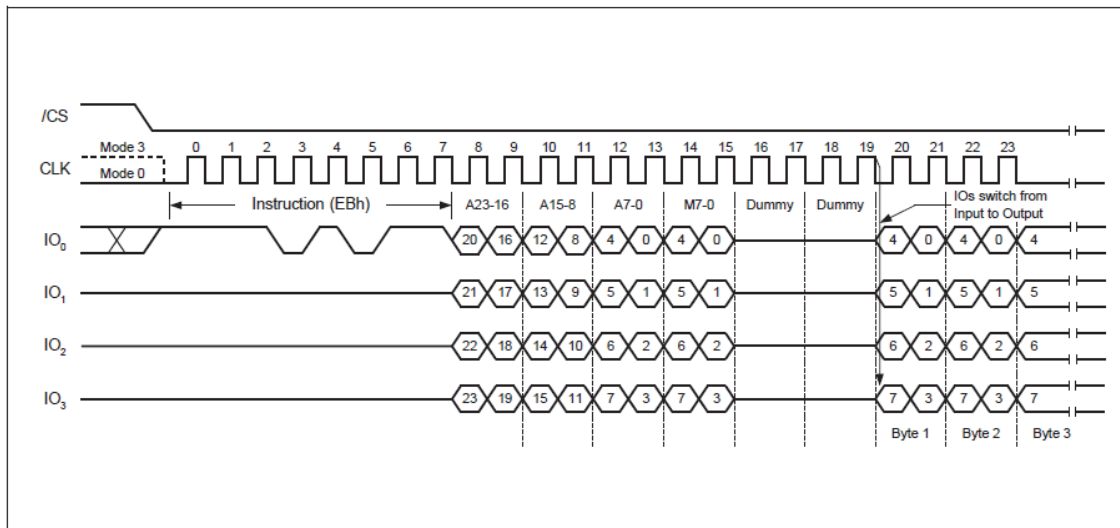 /CS
Mode 3 0 1 2 3 4 5 6 7 8 9 10 11 12 13 14 15 16 17 18 19 20 21 22 23
CLK
Mode 0
Instruction (EBh) A23-16 A15-8 A7-0 M7-0 Dummy Dummy IOs switch from
Input to Output
IO0 20 16 12 8 4 0 4 0 4 0 4 0 4
IO1 21 17 13 9 5 1 5 1 5 1 5 1 5
IO2 22 18 14 10 6 2 6 2 6 2 6 2 6
IO3 23 19 15 11 7 3 7 3 7 3 7 3 7
Byte 1 Byte 2 Byte 3